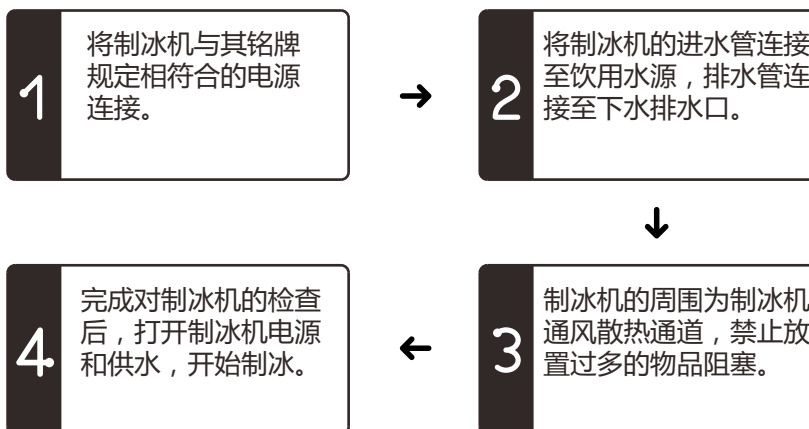 1
将制冰机与其铭牌
规定相符合的电源
连接。
2
将制冰机的进水管连接
至饮用水源，排水管连
接至下水排水口。
3
制冰机的周围为制冰机
通风散热通道，禁止放
置过多的物品阻塞。
4
完成对制冰机的检查
后，打开制冰机电源
和供水，开始制冰。